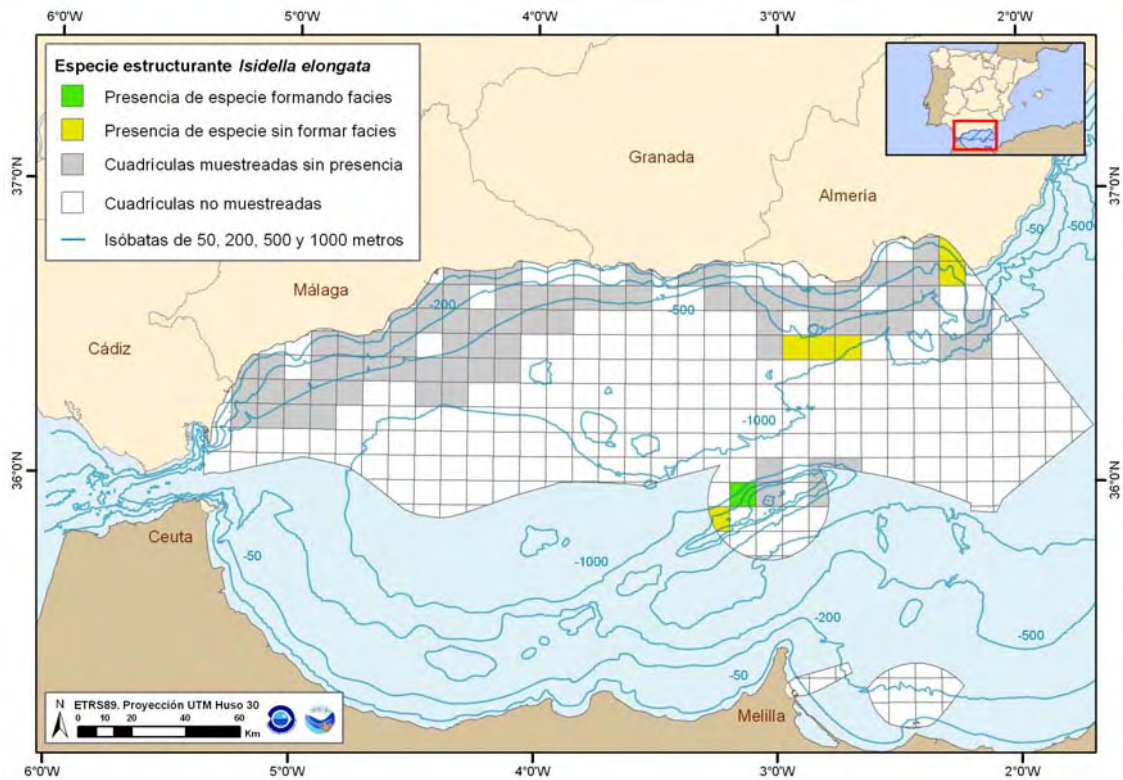 6°0'W 5°0'W 4°0'W 3°0'W 2°0'W
Especie estructurante Isidella elongata
Presencia de especie formando facies
Presencia de especie sin formar facies
Cuadrículas muestreadas sin presencia
Cuadrículas no muestreadas
Isóbatas de 50, 200, 500 y 1000 metros
Granada
Almería
37°0'N
37°0'N
-50
-500
Málaga
-200
-500
Cádiz
-1000
36°0'N
36°0'N
Ceuta
-50
-1000
-200
-500
-50
Melilla
N ETRS89. Proyección UTM Huso 30
0 10 20 40 60
Km
6°0'W 5°0'W 4°0'W 3°0'W 2°0'W